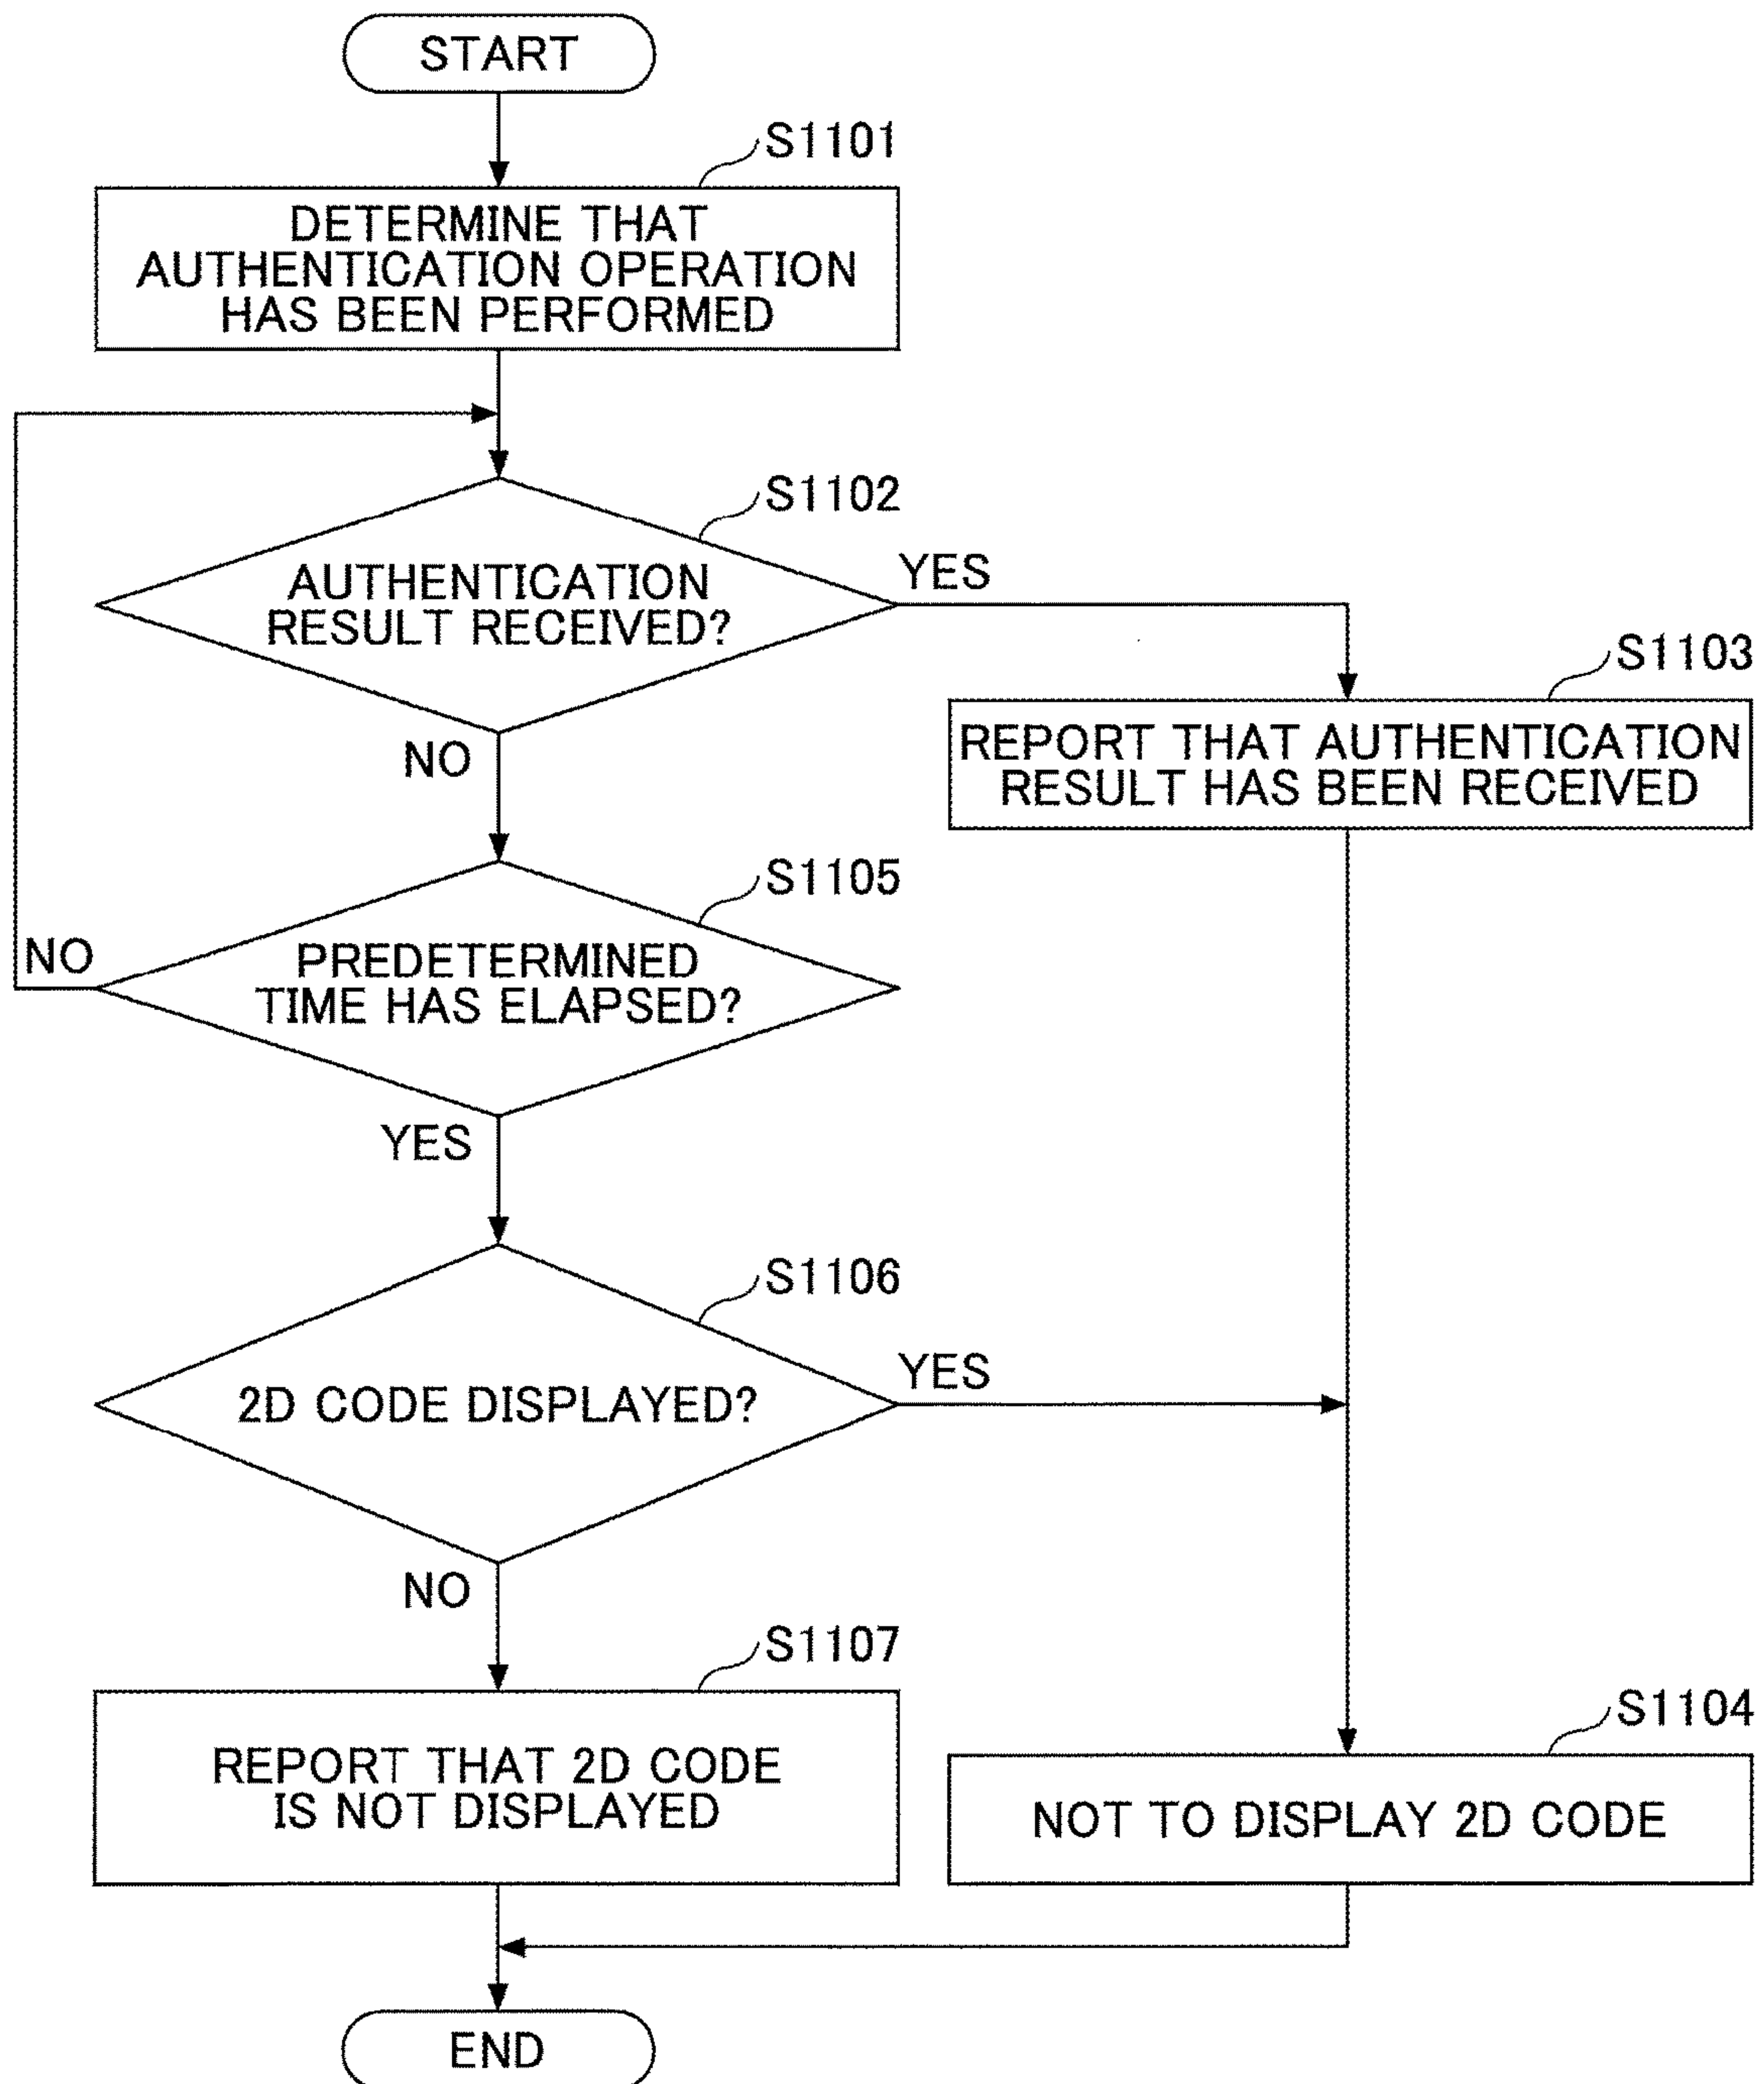 START
S1101
DETERMINE THAT
AUTHENTICATION OPERATION
HAS BEEN PERFORMED
S1102
AUTHENTICATION
RESULT RECEIVED?
YES
NO
S1103
REPORT THAT AUTHENTICATION
RESULT HAS BEEN RECEIVED
S1105
PREDETERMINED
TIME HAS ELAPSED?
NO
YES
S1106
2D CODE DISPLAYED?
YES
NO
S1107
REPORT THAT 2D CODE
IS NOT DISPLAYED
S1104
NOT TO DISPLAY 2D CODE
END